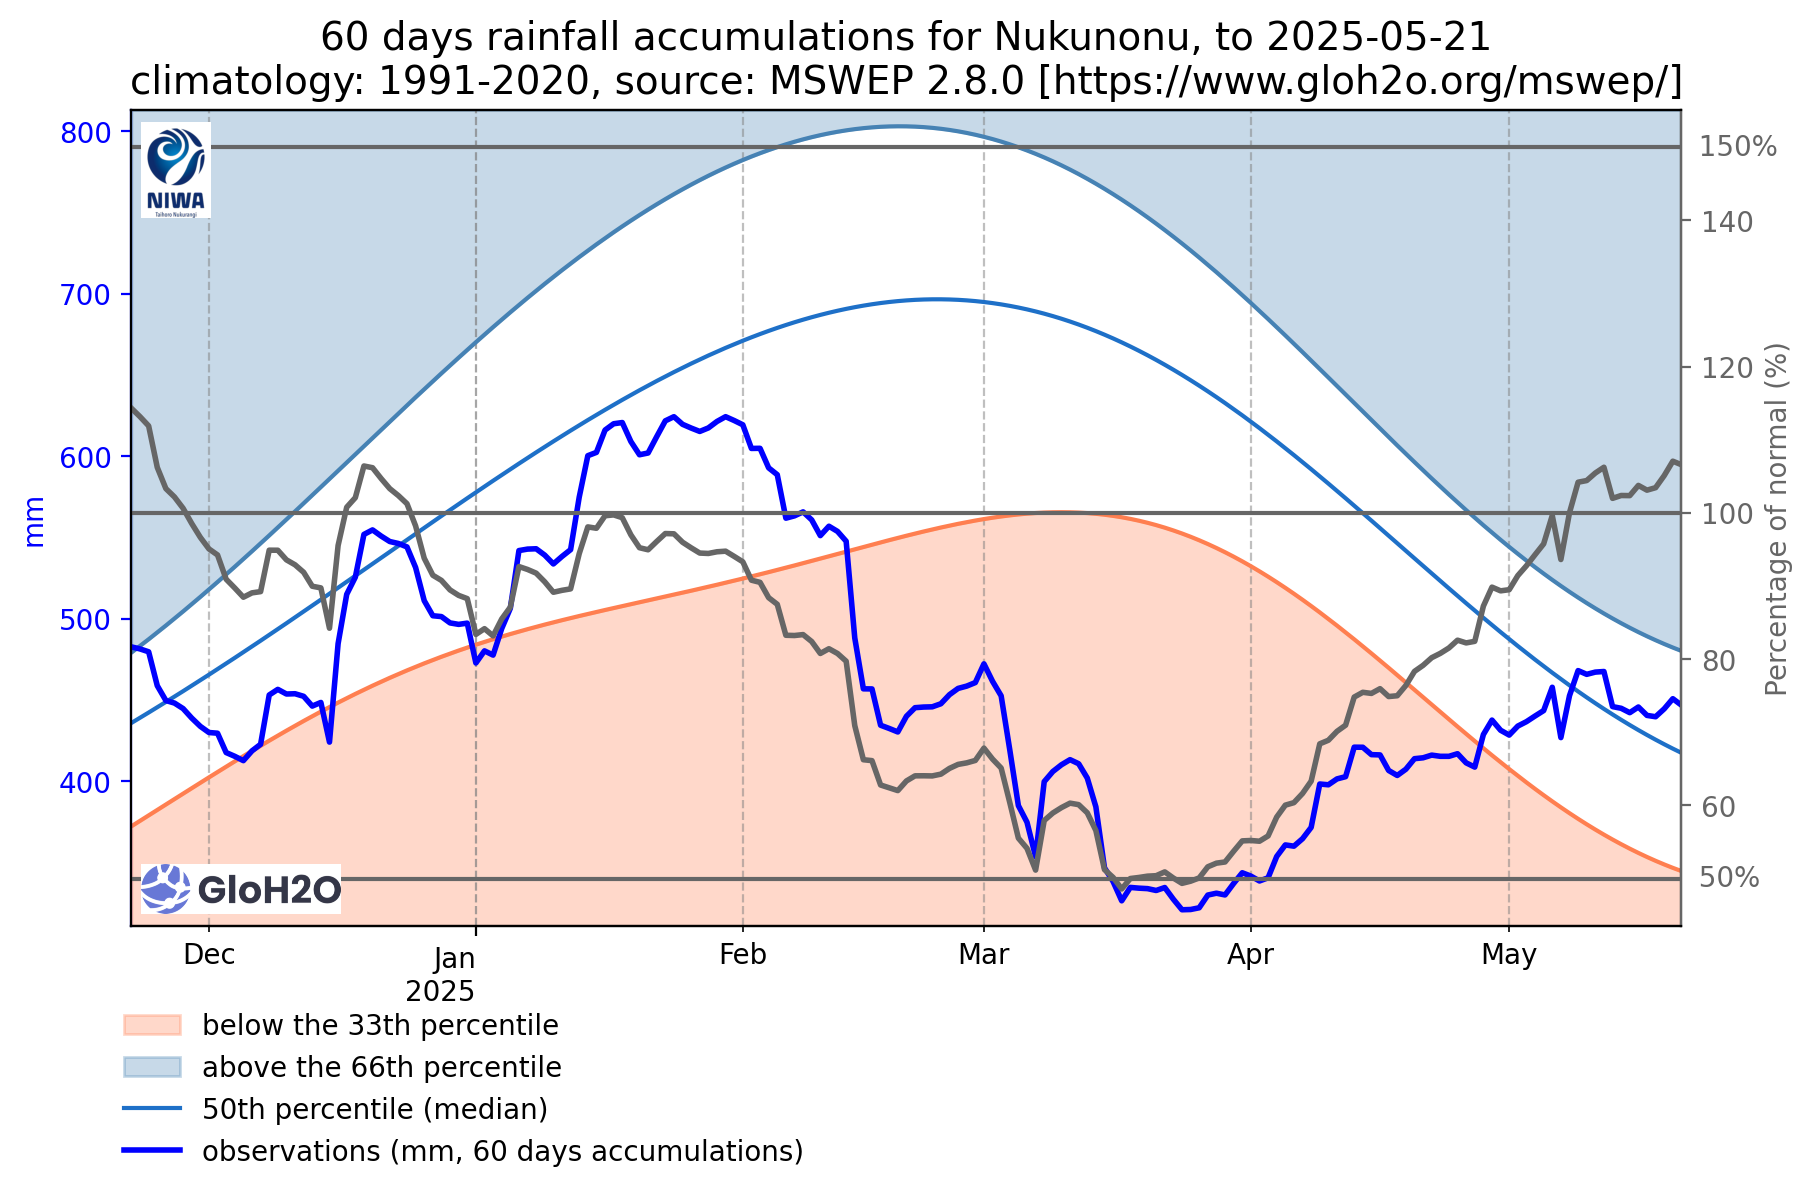 60 days rainfall accumulations for Nukunonu, to 2025-05-21
climatology: 1991-2020, source: MSWEP 2.8.0 [https://www.gloh2o.org/mswep/]
NIWA
Taihoro Nukurangi
800
700
600
500
400
mm
150%
140
120
100
80
60
50%
Percentage of normal (%)
GloH2O
Dec
Jan
2025
Feb
Mar
Apr
May
below the 33th percentile
above the 66th percentile
50th percentile (median)
observations (mm, 60 days accumulations)